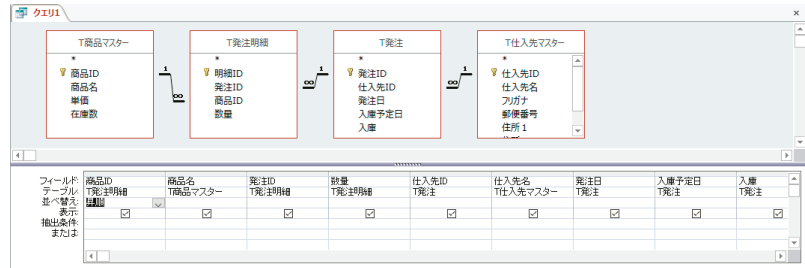 クエリ1
T商品マスター
*
商品ID
商品名
単価
在庫数
T発注明細
*
明細ID
発注ID
商品ID
数量
T発注
*
発注ID
仕入先ID
発注日
入庫予定日
入庫
T仕入先マスター
*
仕入先ID
仕入先名
フリガナ
郵便番号
住所1
1 ∞ ∞ 1 ∞ 1
フィールド: 商品ID 商品名 発注ID 数量 仕入先ID 仕入先名 発注日 入庫予定日 入庫
テーブル: T発注明細 T商品マスター T発注明細 T発注明細 T発注 T仕入先マスター T発注 T発注 T発注
並べ替え: 昇順
表示:
抽出条件:
または: